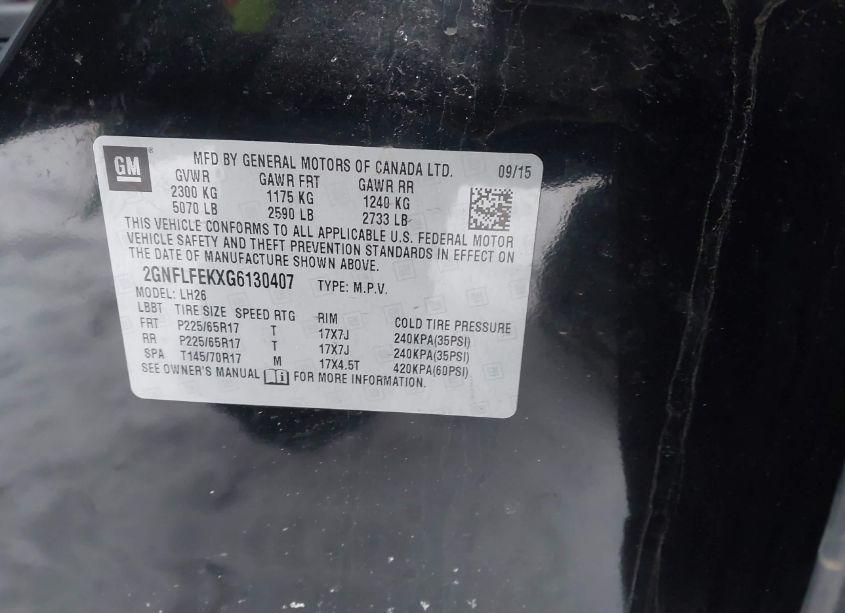 GM
MFD BY GENERAL MOTORS OF CANADA LTD. 09/15
GVWR GAWR FRT GAWR RR
2300 KG 1175 KG 1240 KG
5070 LB 2590 LB 2733 LB
THIS VEHICLE CONFORMS TO ALL APPLICABLE U.S. FEDERAL MOTOR
VEHICLE SAFETY AND THEFT PREVENTION STANDARDS IN EFFECT ON
THE DATE OF MANUFACTURE SHOWN ABOVE.
2GNFLFEKXG6130407 TYPE: M.P.V.
MODEL: LH26
LBBT TIRE SIZE SPEED RTG RIM COLD TIRE PRESSURE
FRT P225/65R17 T 17X7J 240KPA(35PSI)
RR P225/65R17 T 17X7J 240KPA(35PSI)
SPA T145/70R17 M 17X4.5T 420KPA(60PSI)
SEE OWNER'S MANUAL FOR MORE INFORMATION.